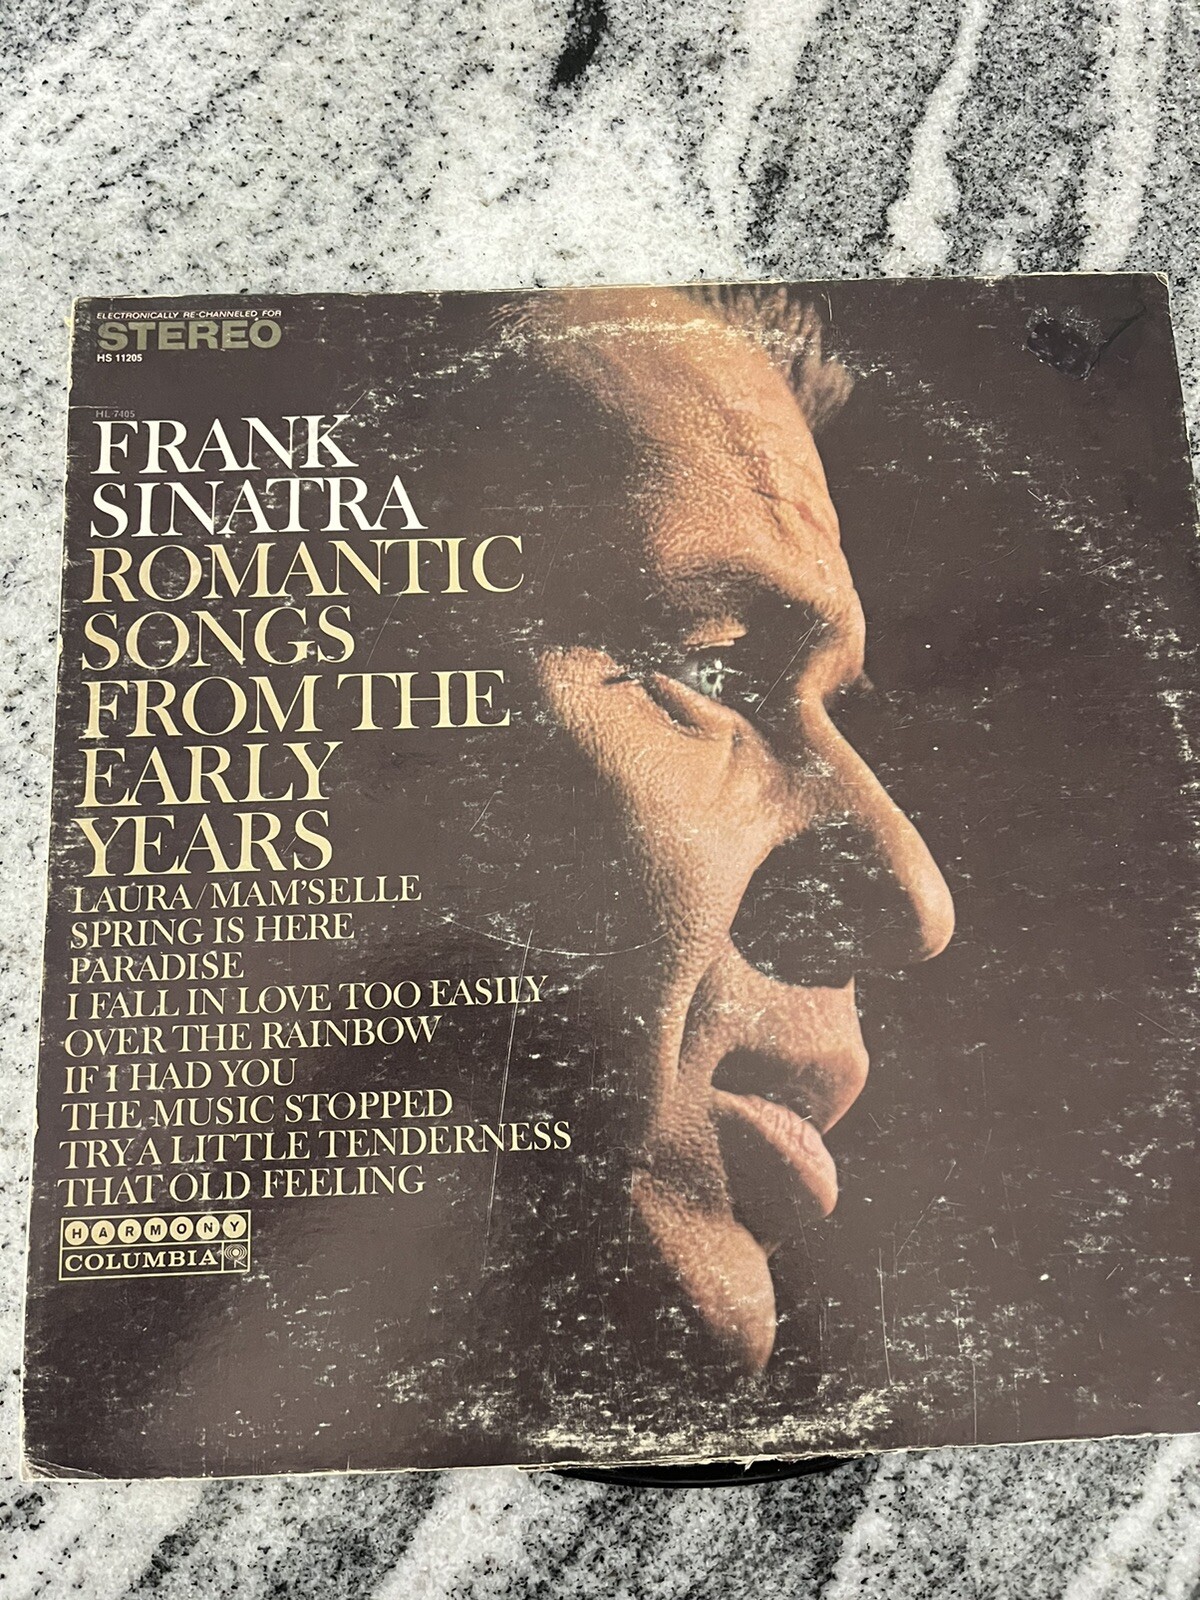 ELECTRONICALLY RE-CHANNELED FOR
STEREO
HS 11205
HL 7405
FRANK
SINATRA
ROMANTIC
SONGS
FROM THE
EARLY
YEARS
LAURA/MAM'SELLE
SPRING IS HERE
PARADISE
I FALL IN LOVE TOO EASILY
OVER THE RAINBOW
IF I HAD YOU
THE MUSIC STOPPED
TRY A LITTLE TENDERNESS
THAT OLD FEELING
HARMONY
COLUMBIA